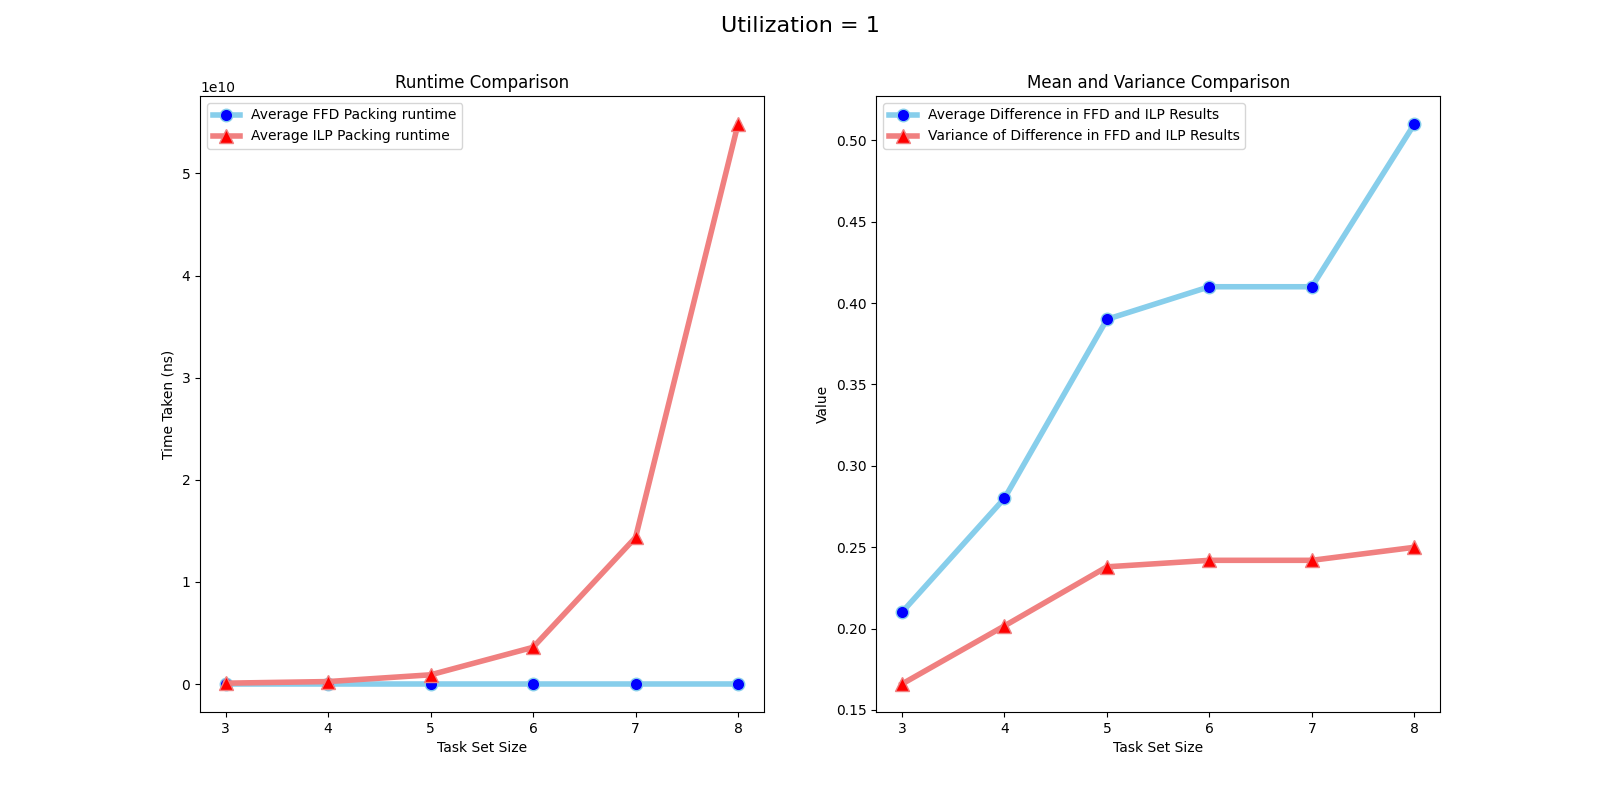 Utilization = 1
Runtime Comparison
1e10
Average FFD Packing runtime
Average ILP Packing runtime
5
4
3
2
1
0
Time Taken (ns)
3 4 5 6 7 8
Task Set Size
Mean and Variance Comparison
Average Difference in FFD and ILP Results
Variance of Difference in FFD and ILP Results
0.50
0.45
0.40
0.35
0.30
0.25
0.20
0.15
Value
3 4 5 6 7 8
Task Set Size